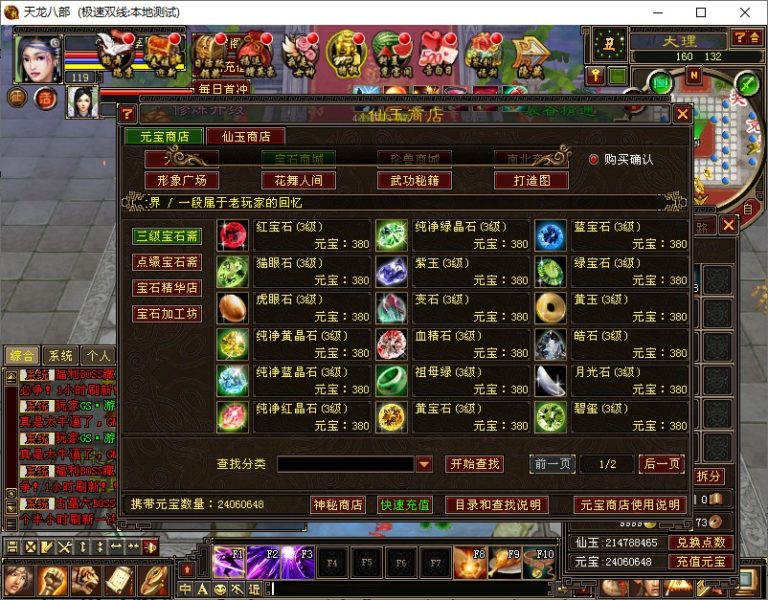 天龙八部 (极速双线:本地测试)
大理
160 132
丑
119
N
每日首冲
征
活
仙玉商店
元宝商店
仙玉商店
宝石商城
珍兽商城
购买确认
形象广场
花舞人间
武功秘籍
打造图
界 / 一段属于老玩家的回忆
三级宝石斋
点缀宝石斋
宝石精华店
宝石加工坊
红宝石(3级)
元宝:380
纯净绿晶石(3级)
元宝:380
蓝宝石(3级)
元宝:380
猫眼石(3级)
元宝:380
紫玉(3级)
元宝:380
绿宝石(3级)
元宝:380
虎眼石(3级)
元宝:380
变石(3级)
元宝:380
黄玉(3级)
元宝:380
纯净黄晶石(3级)
元宝:380
血精石(3级)
元宝:380
皓石(3级)
元宝:380
纯净蓝晶石(3级)
元宝:380
祖母绿(3级)
元宝:380
月光石(3级)
元宝:380
纯净红晶石(3级)
元宝:380
黄宝石(3级)
元宝:380
碧玺(3级)
元宝:380
查找分类
开始查找
前一页
1/2
后一页
携带元宝数量:24060648
神秘商店
快速充值
目录和查找说明
元宝商店使用说明
综合
系统
个人
拆分
仙玉:214788465
兑换点数
元宝:24060648
充值元宝
F1
F2
F3
F4
F5
F6
F7
F8
F9
F10
中
A
近